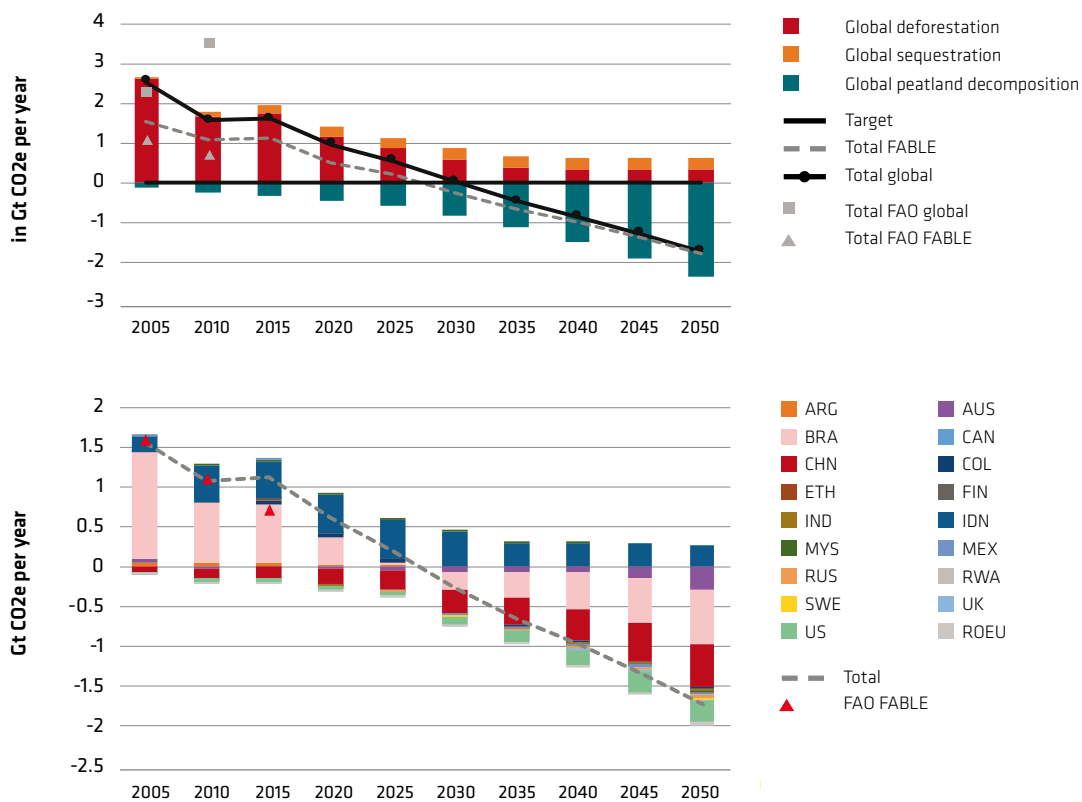 in Gt CO2e per year
4
3
2
1
0
-1
-2
-3
2005 2010 2015 2020 2025 2030 2035 2040 2045 2050
Global deforestation
Global sequestration
Global peatland decomposition
Target
Total FABLE
Total global
Total FAO global
Total FAO FABLE
Gt CO2e per year
2
1.5
1
0.5
0
-0.5
-1
-1.5
-2
-2.5
2005 2010 2015 2020 2025 2030 2035 2040 2045 2050
ARG AUS
BRA CAN
CHN COL
ETH FIN
IND IDN
MYS MEX
RUS RWA
SWE UK
US ROEU
Total
FAO FABLE